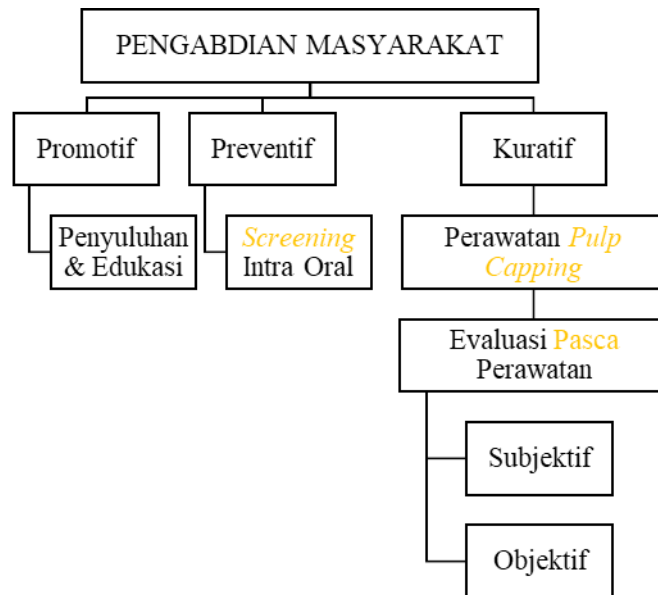 PENGABDIAN MASYARAKAT
Promotif
Preventif
Kuratif
Penyuluhan
& Edukasi
Screening
Intra Oral
Perawatan Pulp
Capping
Evaluasi Pasca
Perawatan
Subjektif
Objektif